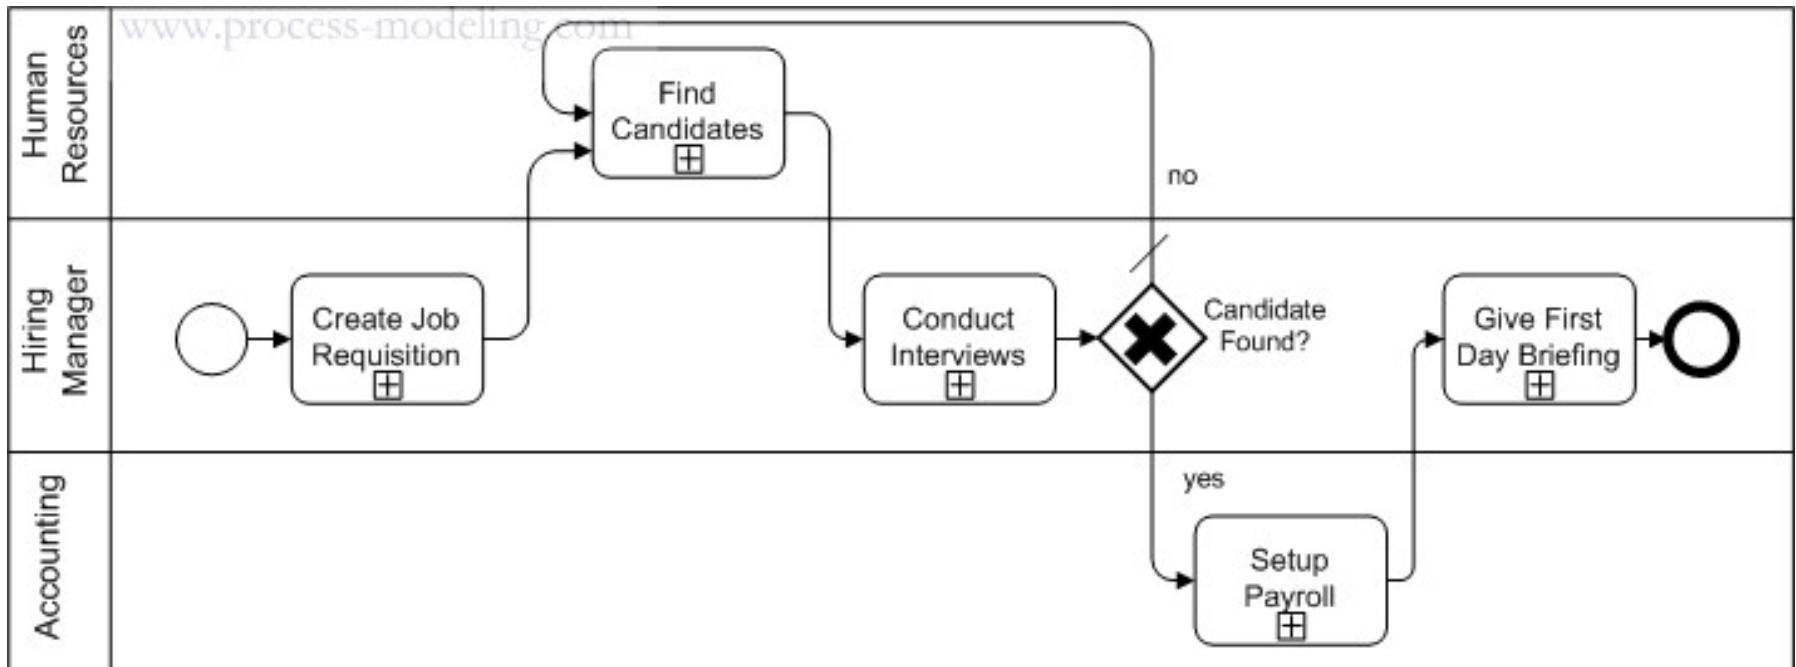 www.process-modeling.com
Human
Resources
Find
Candidates
no
Hiring
Manager
Create Job
Requisition
Conduct
Interviews
Candidate
Found?
Give First
Day Briefing
Accounting
yes
Setup
Payroll